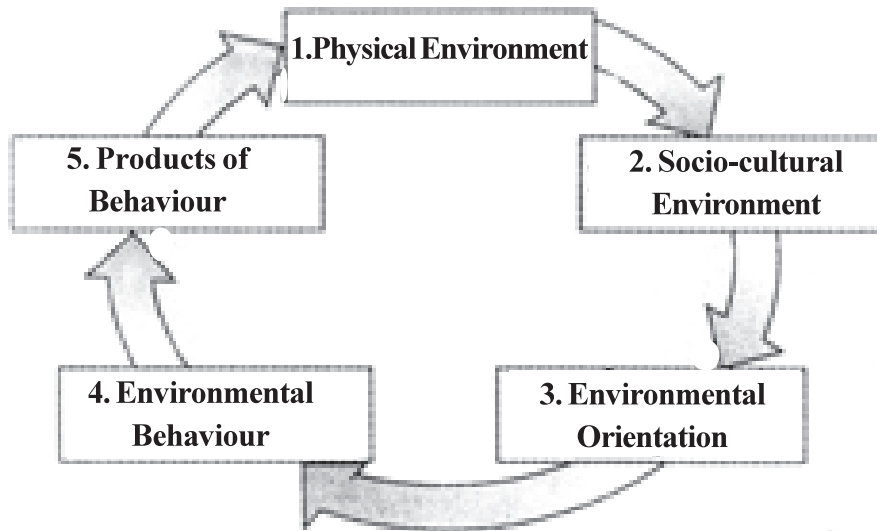 1.Physical Environment
2. Socio-cultural
Environment
3. Environmental
Orientation
4. Environmental
Behaviour
5. Products of
Behaviour